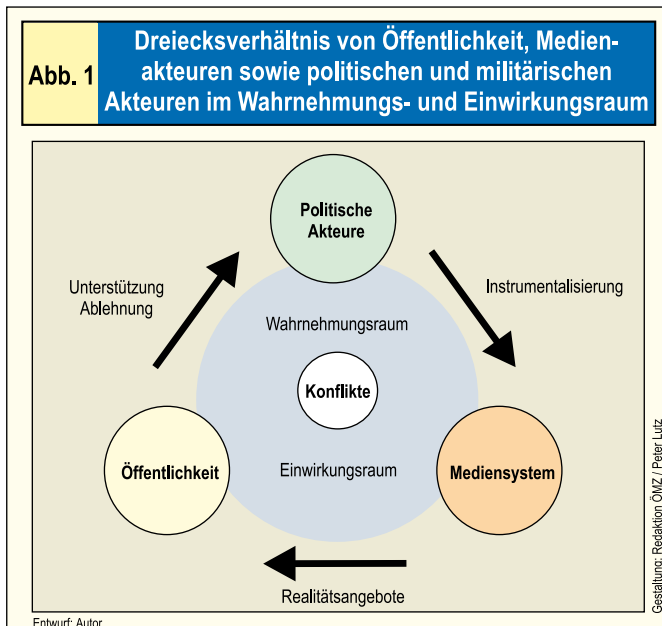 Abb. 1
Dreiecksverhältnis von Öffentlichkeit, Medien-
akteuren sowie politischen und militärischen
Akteuren im Wahrnehmungs- und Einwirkungsraum
Politische
Akteure
Unterstützung
Ablehnung
Instrumentalisierung
Wahrnehmungsraum
Konflikte
Öffentlichkeit
Einwirkungsraum
Mediensystem
Realitätsangebote
Gestaltung: Redaktion ÖMZ / Peter Lutz
Entwurf: Autor